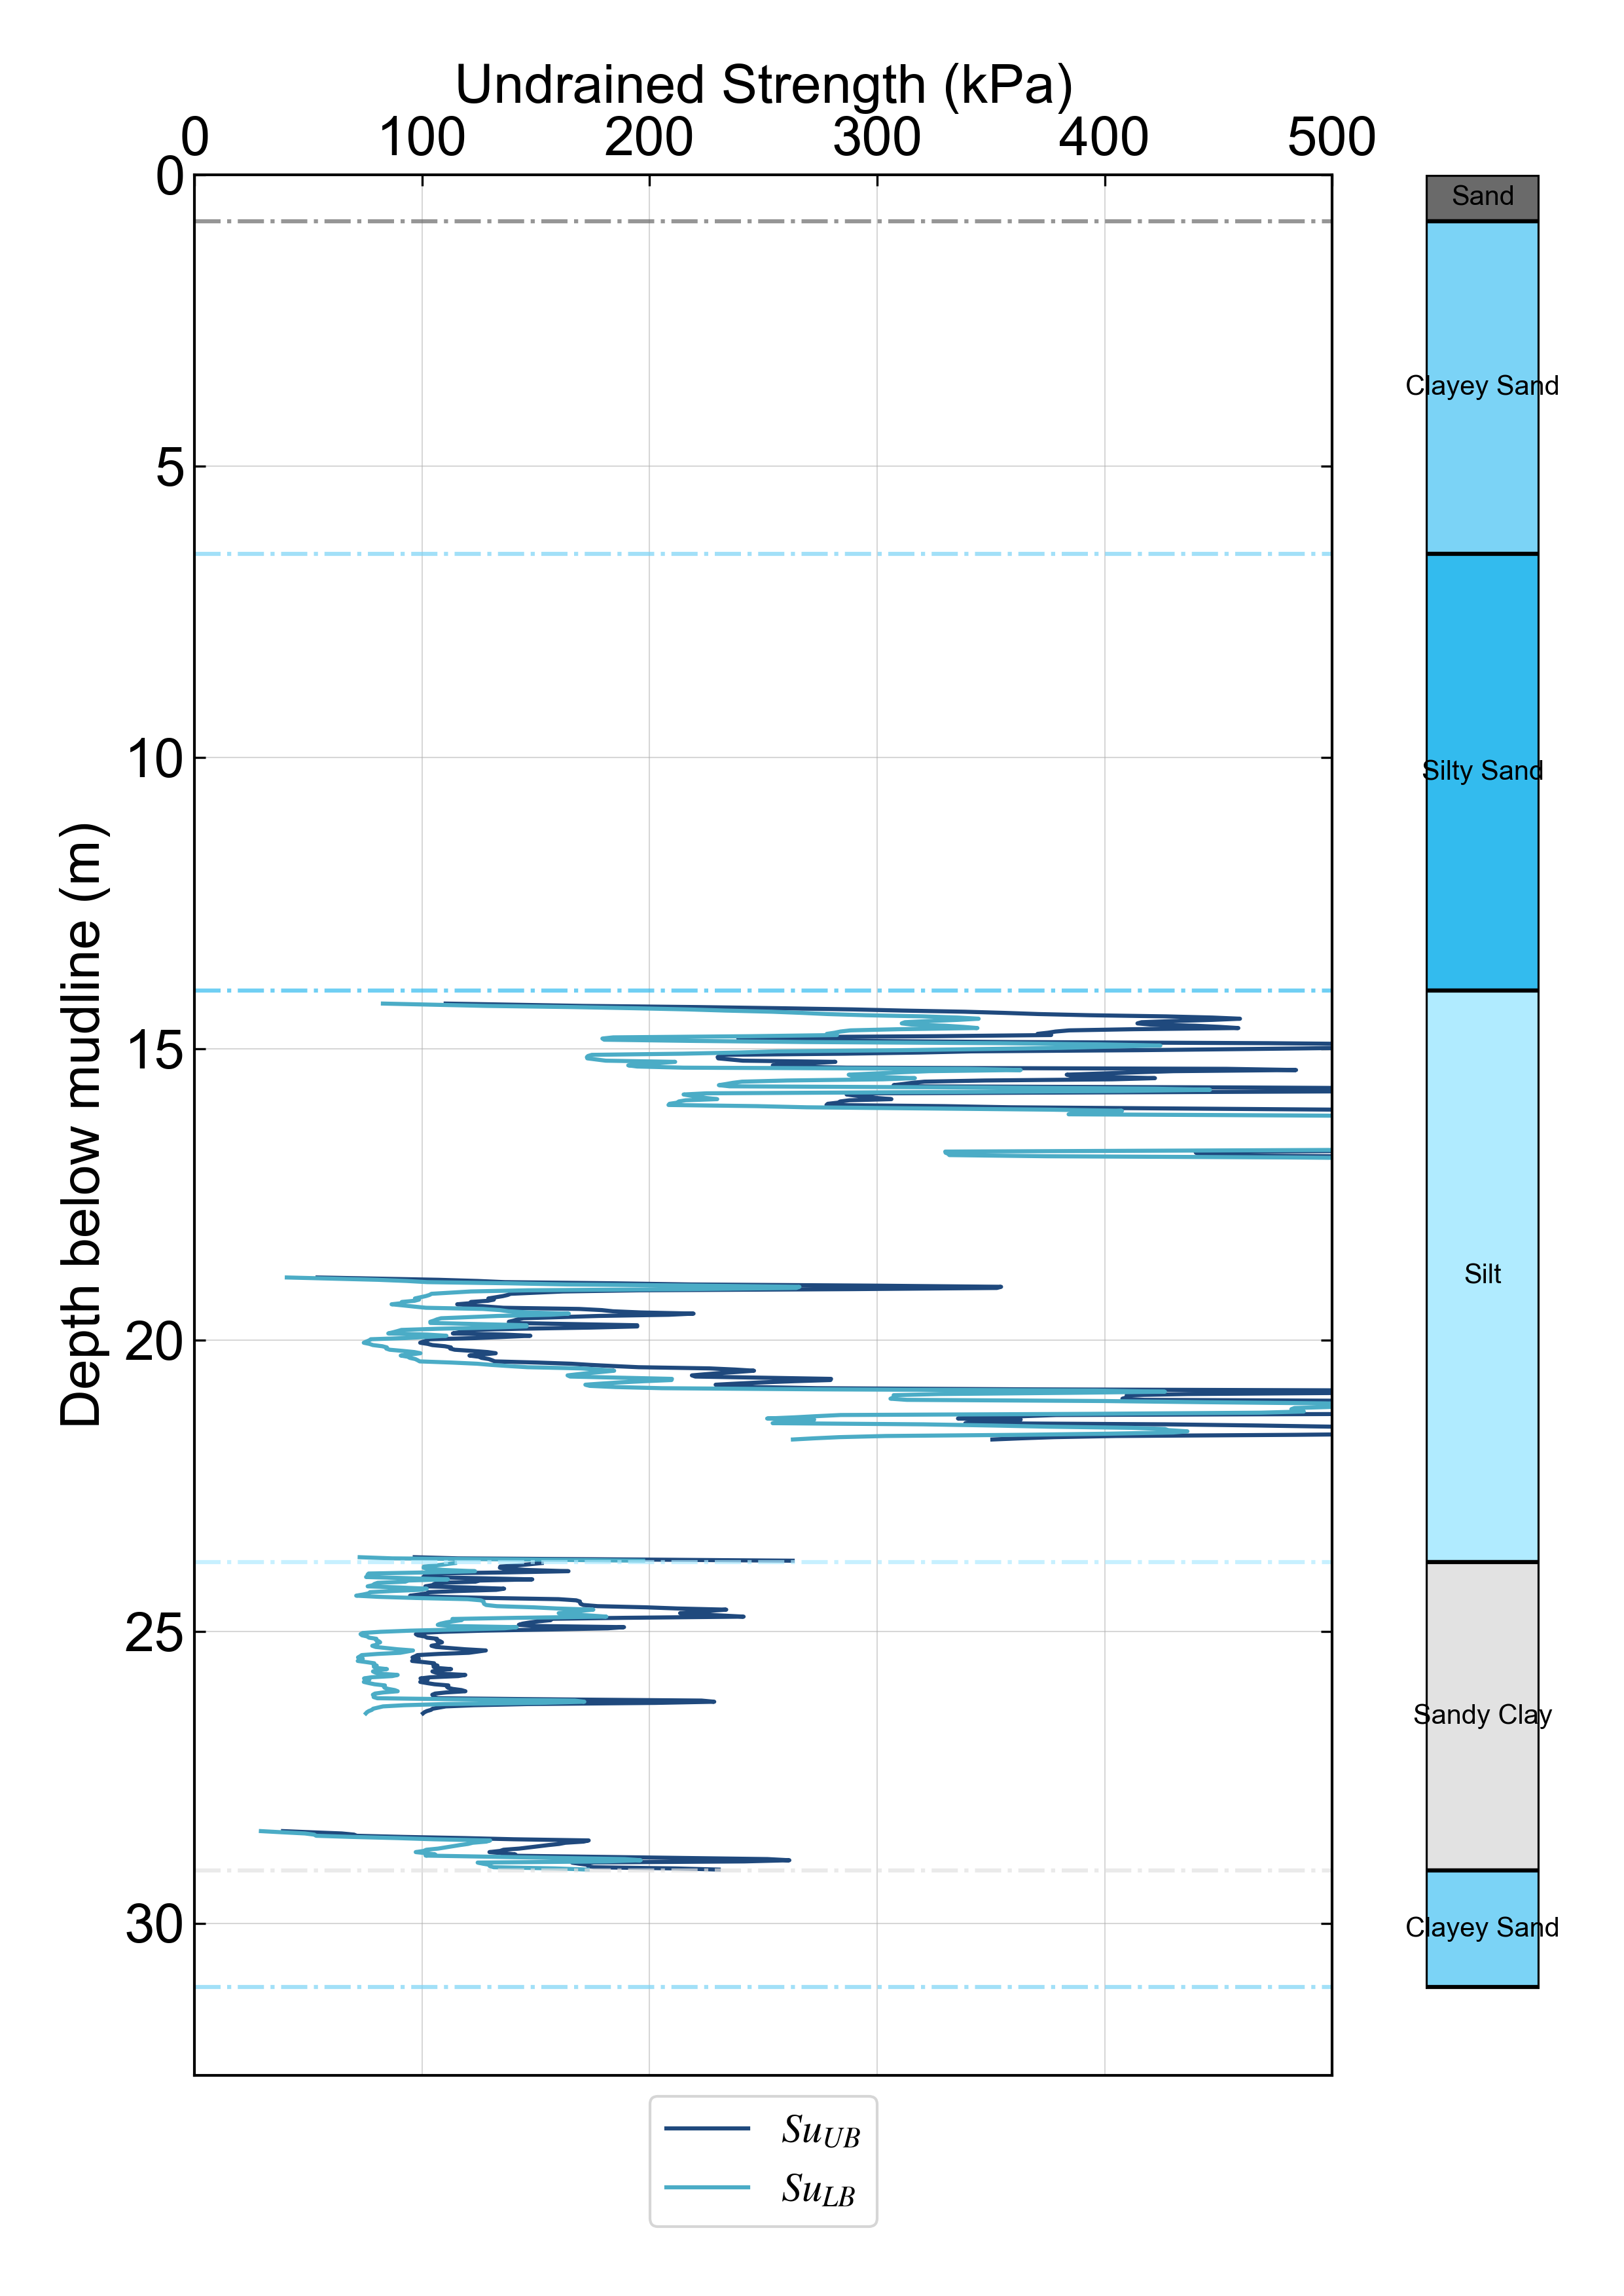 Undrained Strength (kPa)
0 100 200 300 400 500
0
5
10
15
20
25
30
Depth below mudline (m)
Sand
Clayey Sand
Silty Sand
Silt
Sandy Clay
Clayey Sand
Su_UB
Su_LB